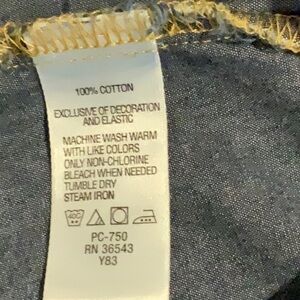 100% COTTON
EXCLUSIVE OF DECORATION
AND ELASTIC
MACHINE WASH WARM
WITH LIKE COLORS
ONLY NON-CHLORINE
BLEACH WHEN NEEDED
TUMBLE DRY
STEAM IRON
PC-750
RN 36543
Y83